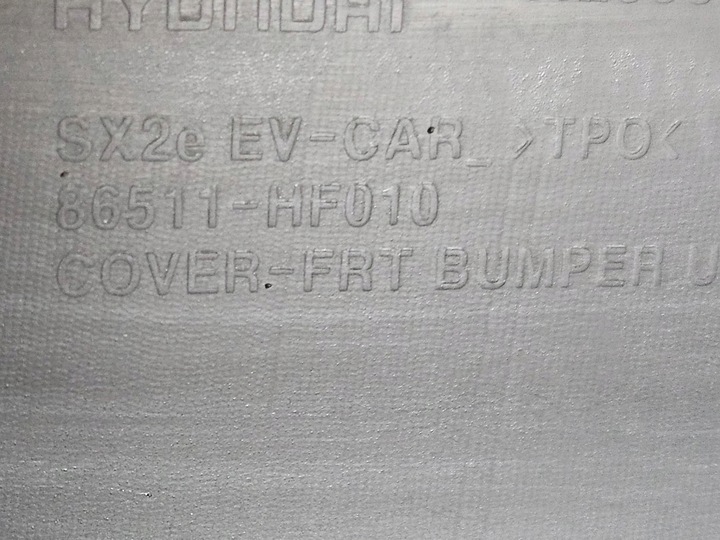 HYUNDAI
SX2e EV-CAR_ >TPO<
86511-HF010
COVER-FRT BUMPER U